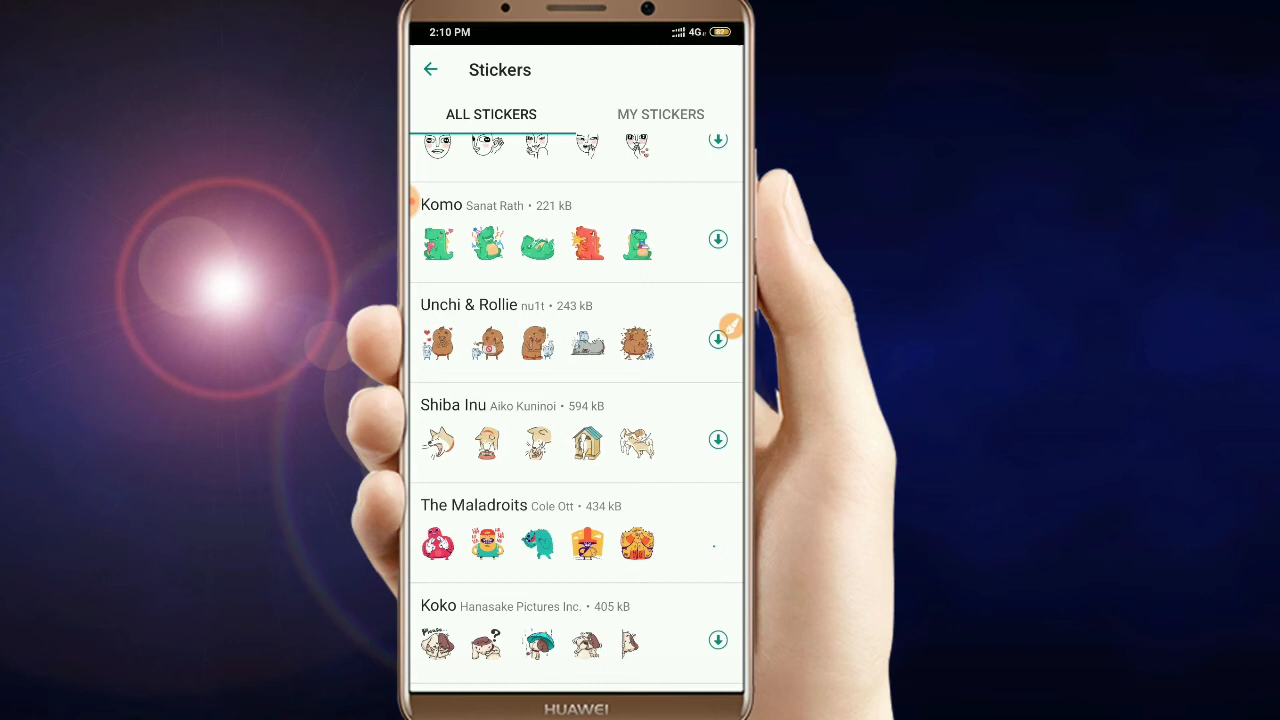 2:10 PM
4G
82
Stickers
ALL STICKERS
MY STICKERS
Komo Sanat Rath • 221 kB
Unchi & Rollie nu1t • 243 kB
Shiba Inu Aiko Kuninoi • 594 kB
The Maladroits Cole Ott • 434 kB
Koko Hanasake Pictures Inc. • 405 kB
Please...
?
HUAWEI